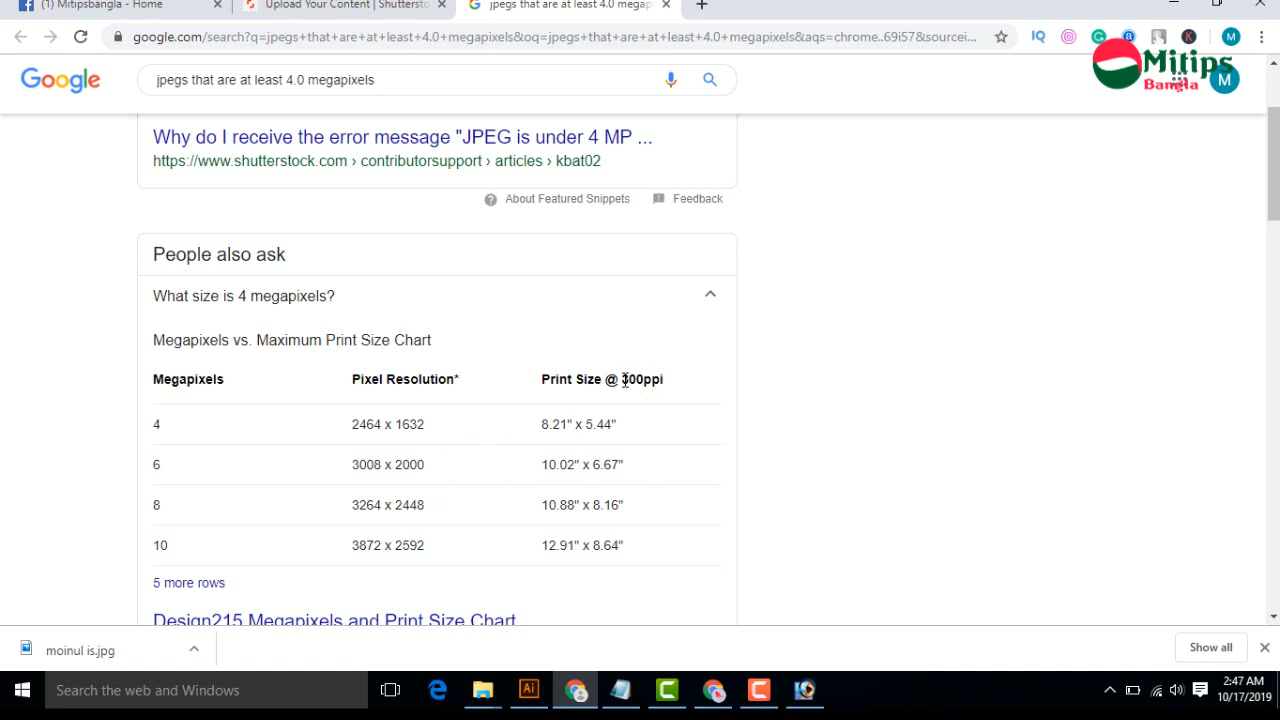 (1) Mitipsbangla - Home
Upload Your Content | Shutterst
jpegs that are at least 4.0 megap
google.com/search?q=jpegs+that+are+at+least+4.0+megapixels&oq=jpegs+that+are+at+least+4.0+megapixels&aqs=chrome..69i57&sourcei...
IQ
K
M
Mitips
Bangla
Google
jpegs that are at least 4.0 megapixels
M
Why do I receive the error message "JPEG is under 4 MP ...
https://www.shutterstock.com › contributorsupport › articles › kbat02
About Featured Snippets
Feedback
People also ask
What size is 4 megapixels?
Megapixels vs. Maximum Print Size Chart
Megapixels Pixel Resolution* Print Size @ 300ppi
4 2464 x 1632 8.21" x 5.44"
6 3008 x 2000 10.02" x 6.67"
8 3264 x 2448 10.88" x 8.16"
10 3872 x 2592 12.91" x 8.64"
5 more rows
Design215 Megapixels and Print Size Chart
moinul is.jpg
Show all
Search the web and Windows
Ai
2:47 AM
10/17/2019